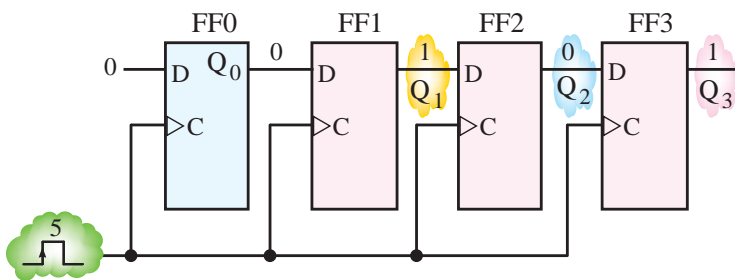 FF0 FF1 FF2 FF3
0 0 1 0 1
D Q0 D D D
Q1 Q2 Q3
C C C C
5